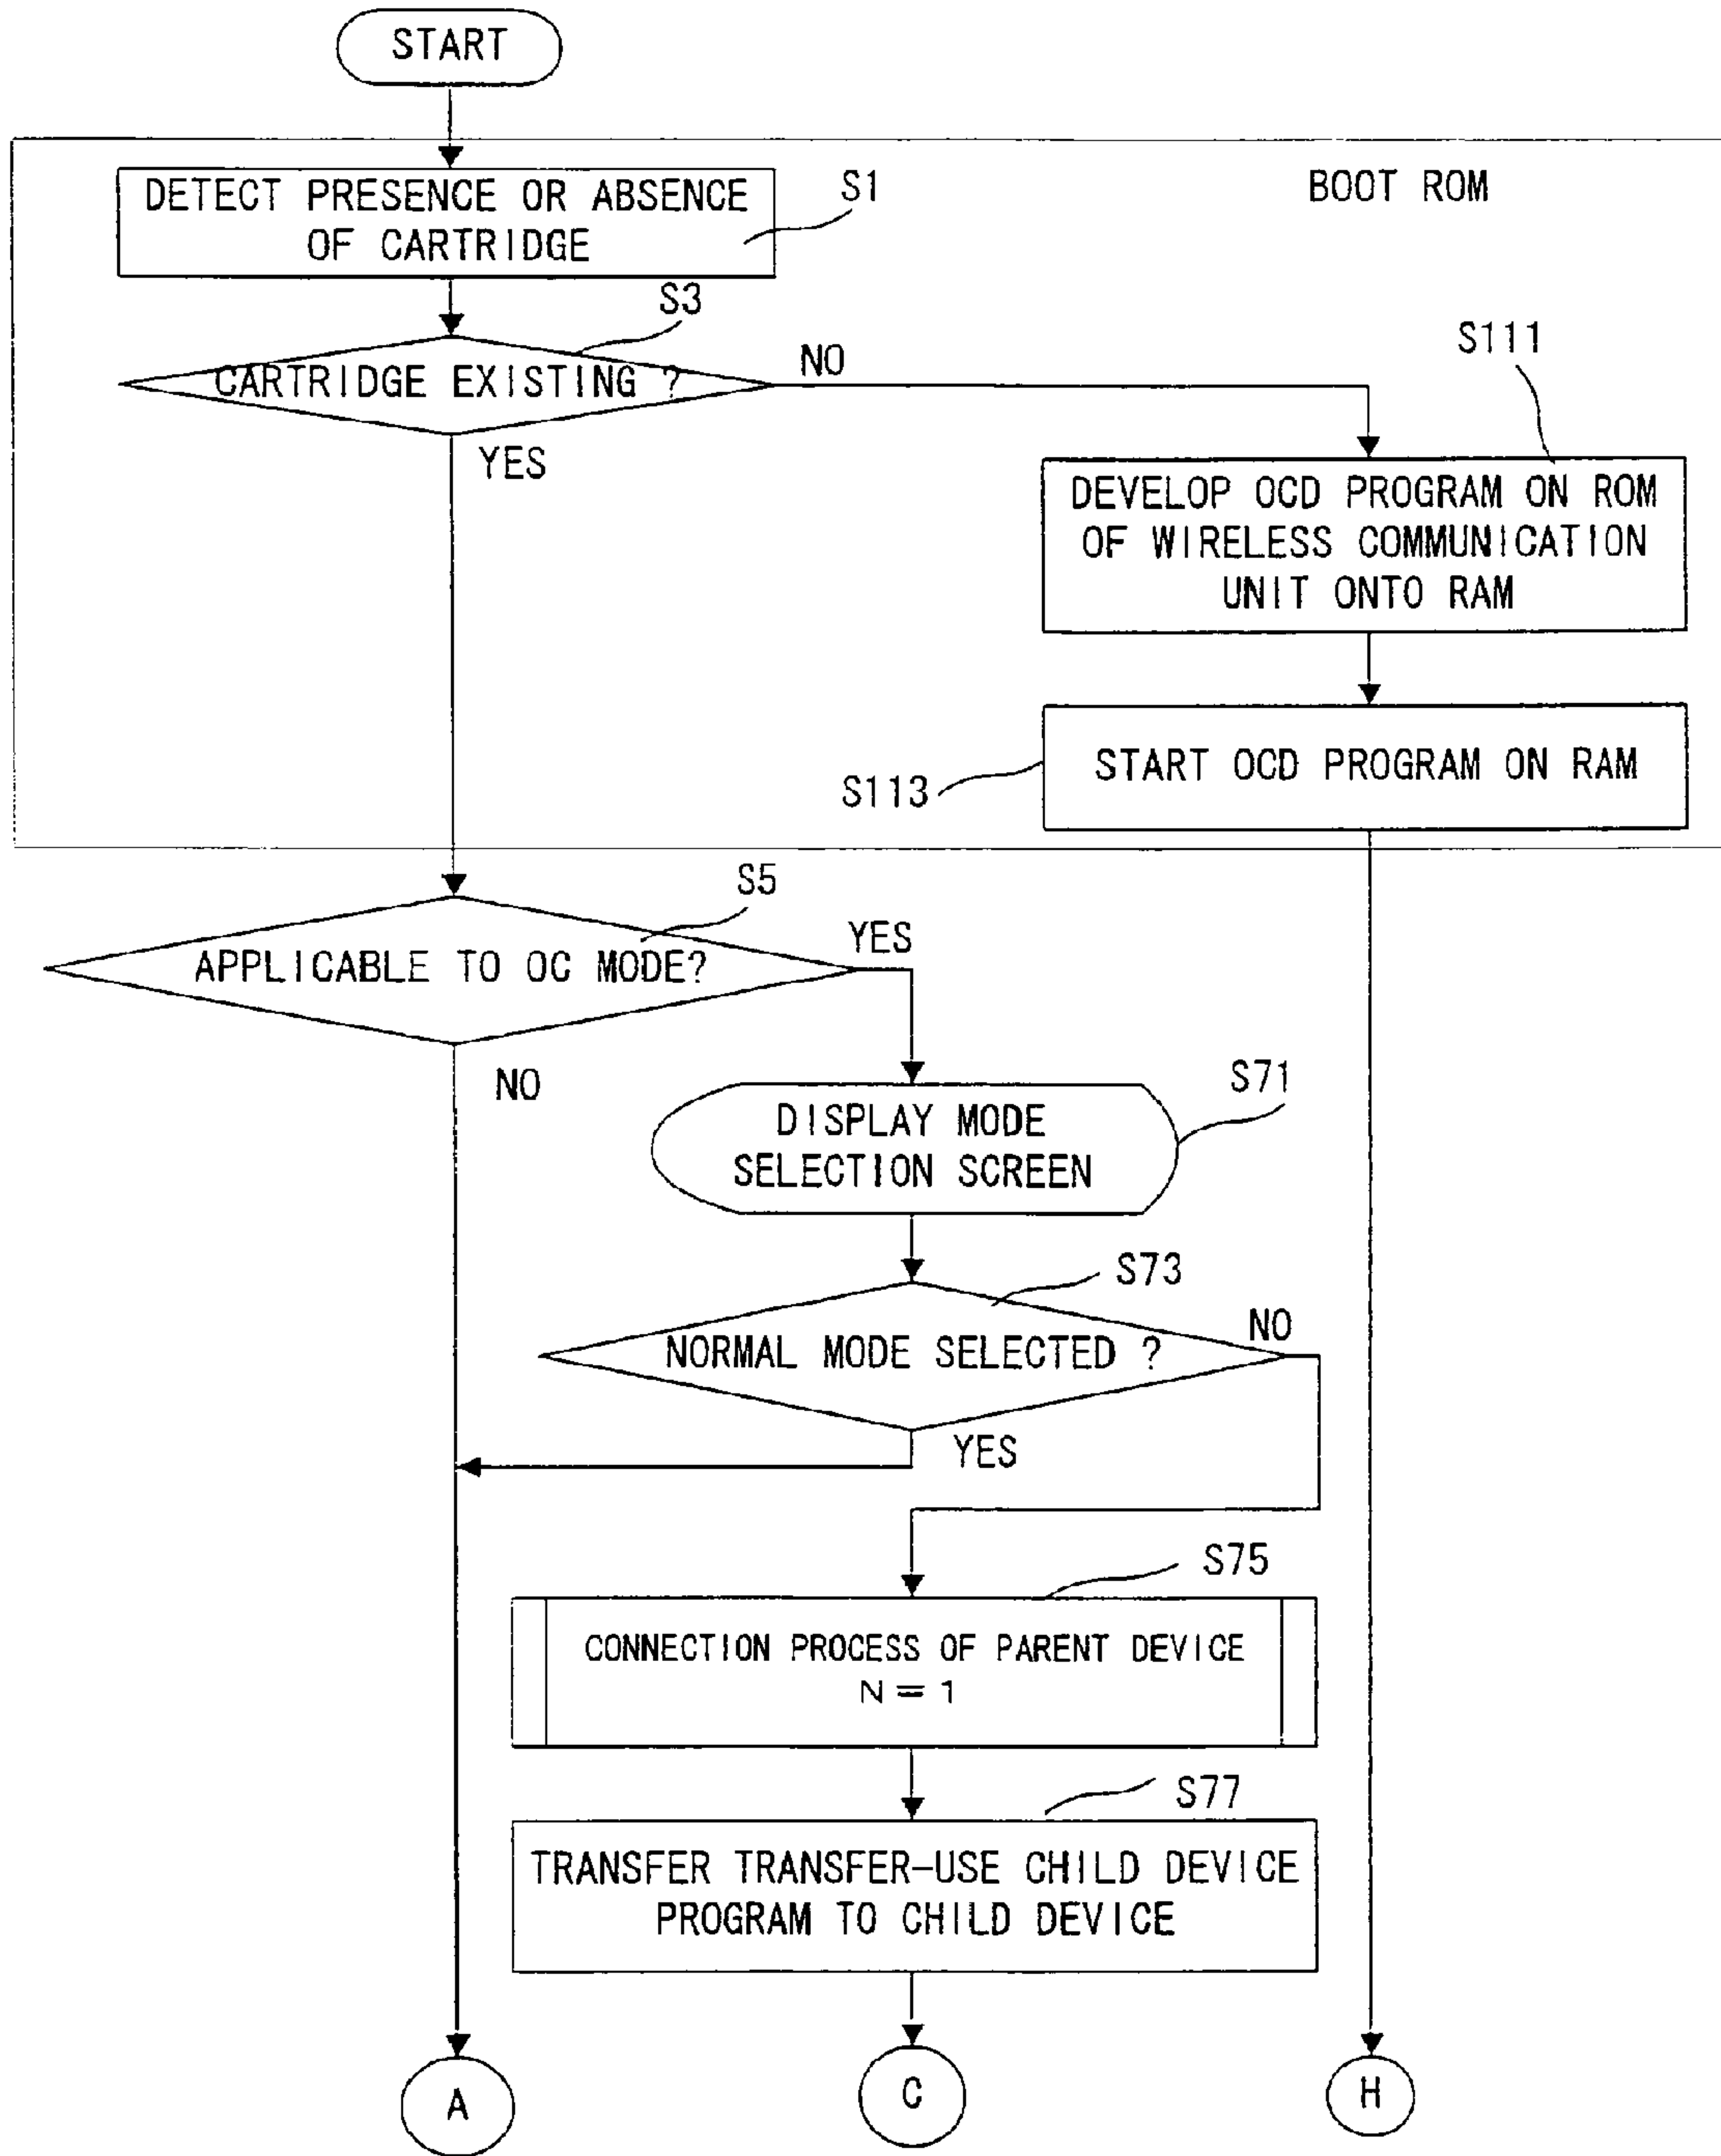 START
BOOT ROM
DETECT PRESENCE OR ABSENCE
OF CARTRIDGE
S1
S3
CARTRIDGE EXISTING ?
NO
YES
S111
DEVELOP OCD PROGRAM ON ROM
OF WIRELESS COMMUNICATION
UNIT ONTO RAM
START OCD PROGRAM ON RAM
S113
S5
APPLICABLE TO OC MODE?
YES
NO
S71
DISPLAY MODE
SELECTION SCREEN
S73
NORMAL MODE SELECTED ?
NO
YES
S75
CONNECTION PROCESS OF PARENT DEVICE
N = 1
S77
TRANSFER TRANSFER-USE CHILD DEVICE
PROGRAM TO CHILD DEVICE
A
C
H